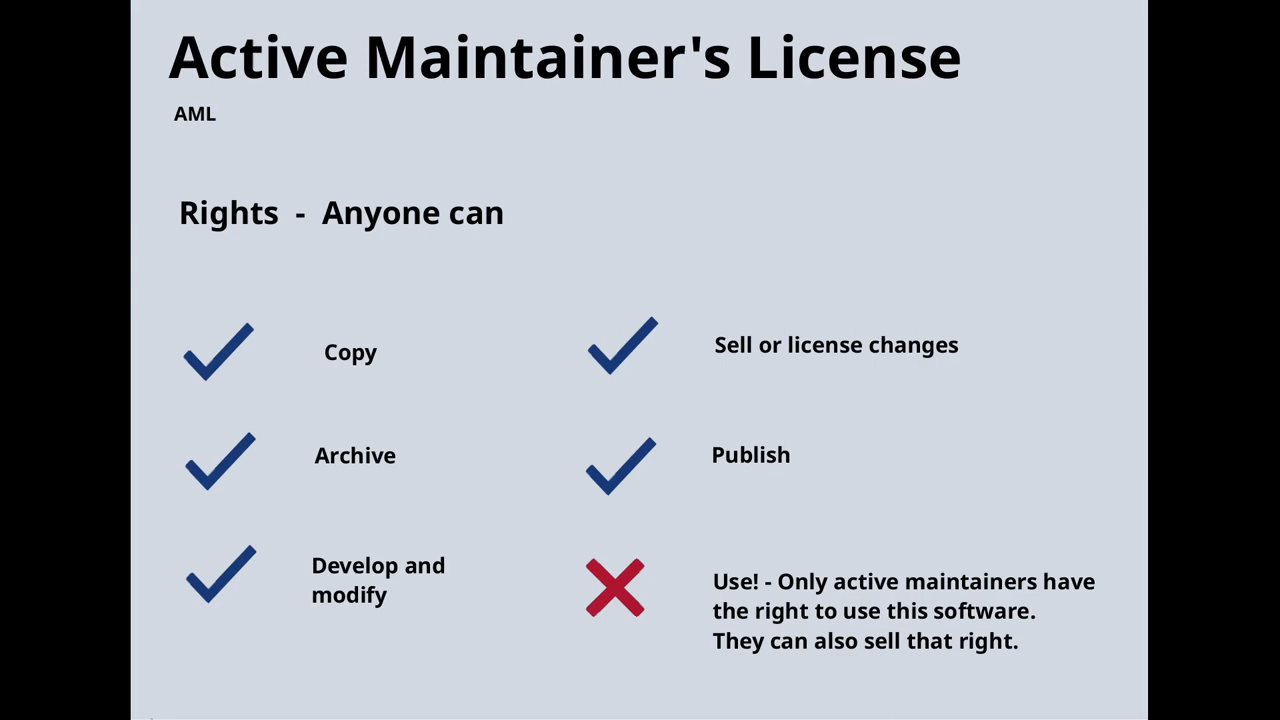 Active Maintainer's License
AML
Rights - Anyone can
Copy
Sell or license changes
Archive
Publish
Develop and
modify
Use! - Only active maintainers have
the right to use this software.
They can also sell that right.